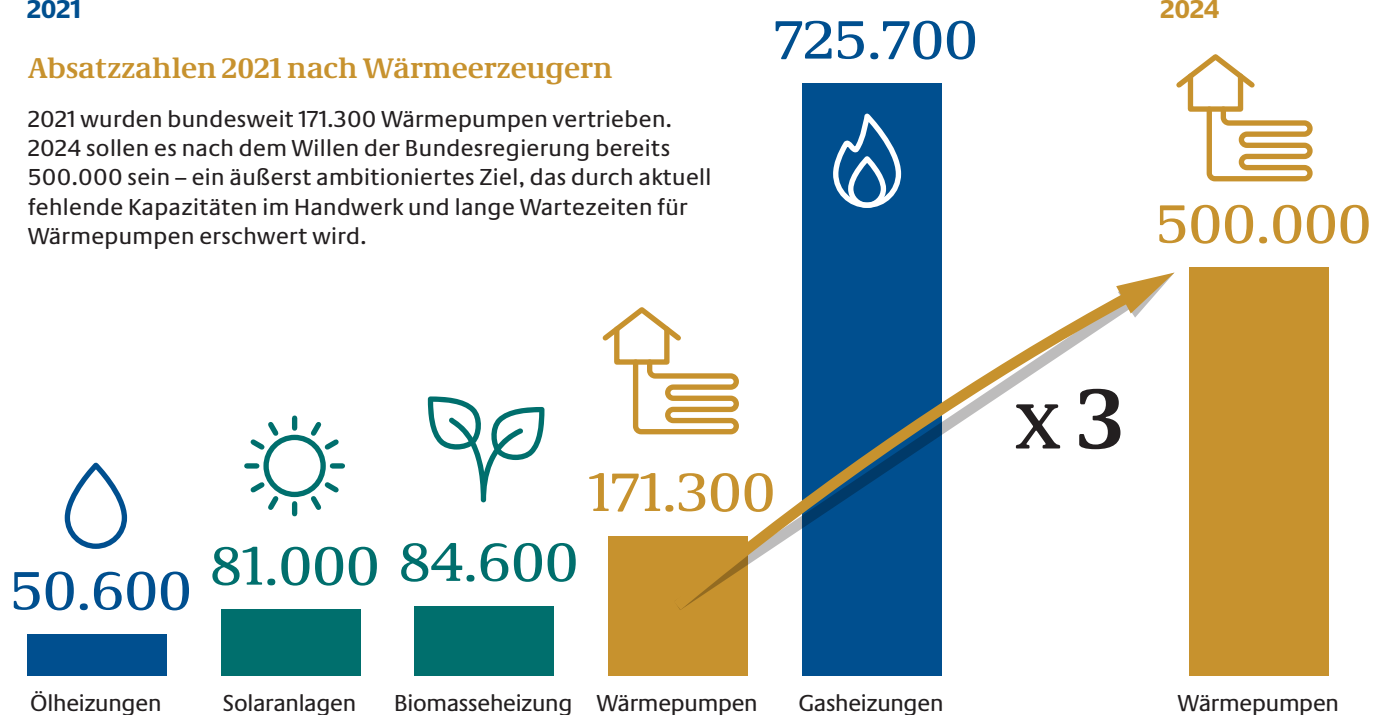 2021
Absatzzahlen 2021 nach Wärmeerzeugern
2021 wurden bundesweit 171.300 Wärmepumpen vertrieben.
2024 sollen es nach dem Willen der Bundesregierung bereits
500.000 sein – ein äußerst ambitioniertes Ziel, das durch aktuell
fehlende Kapazitäten im Handwerk und lange Wartezeiten für
Wärmepumpen erschwert wird.
50.600
Ölheizungen
81.000
Solaranlagen
84.600
Biomasseheizung
171.300
Wärmepumpen
725.700
Gasheizungen
x 3
2024
500.000
Wärmepumpen